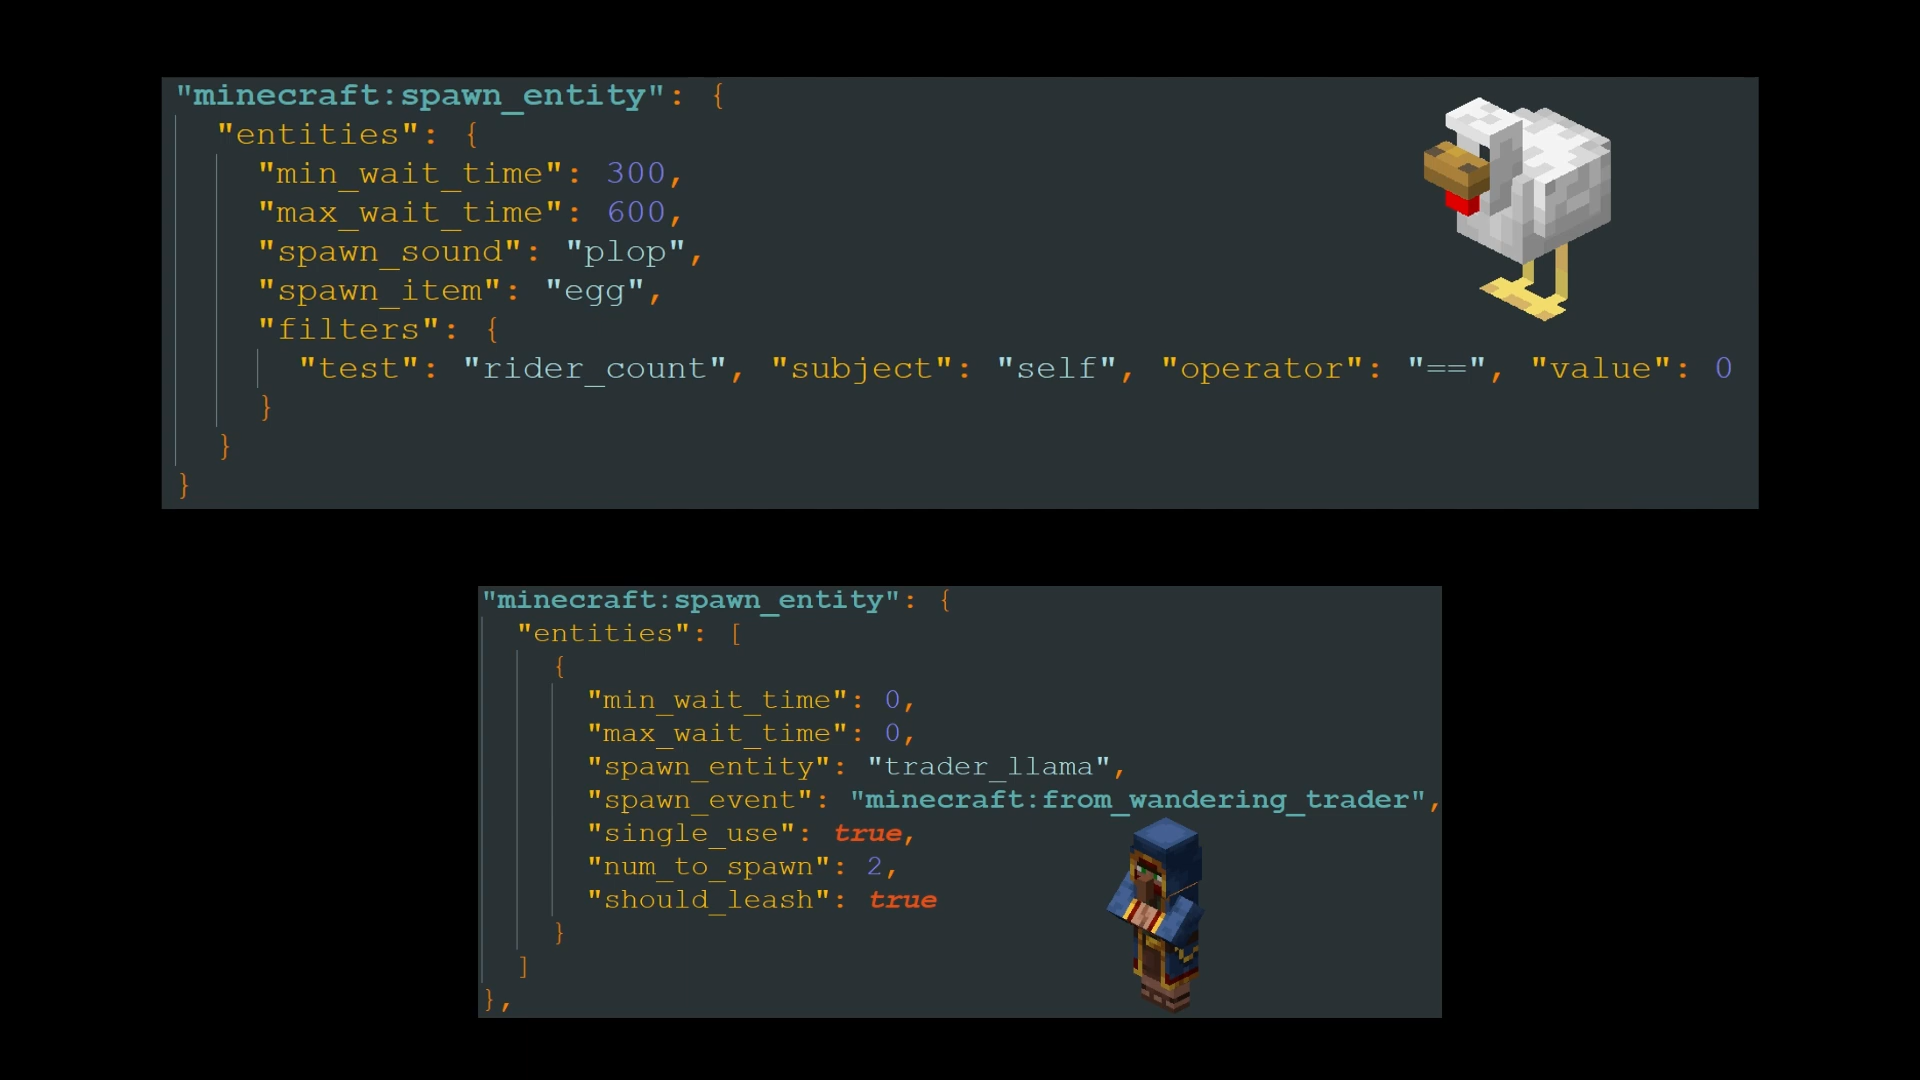 "minecraft:spawn_entity": {
"entities": {
"min_wait_time": 300,
"max_wait_time": 600,
"spawn_sound": "plop",
"spawn_item": "egg",
"filters": {
"test": "rider_count", "subject": "self", "operator": "==", "value": 0
}
}
}
"minecraft:spawn_entity": {
"entities": [
{
"min_wait_time": 0,
"max_wait_time": 0,
"spawn_entity": "trader_llama",
"spawn_event": "minecraft:from_wandering_trader",
"single_use": true,
"num_to_spawn": 2,
"should_leash": true
}
]
},